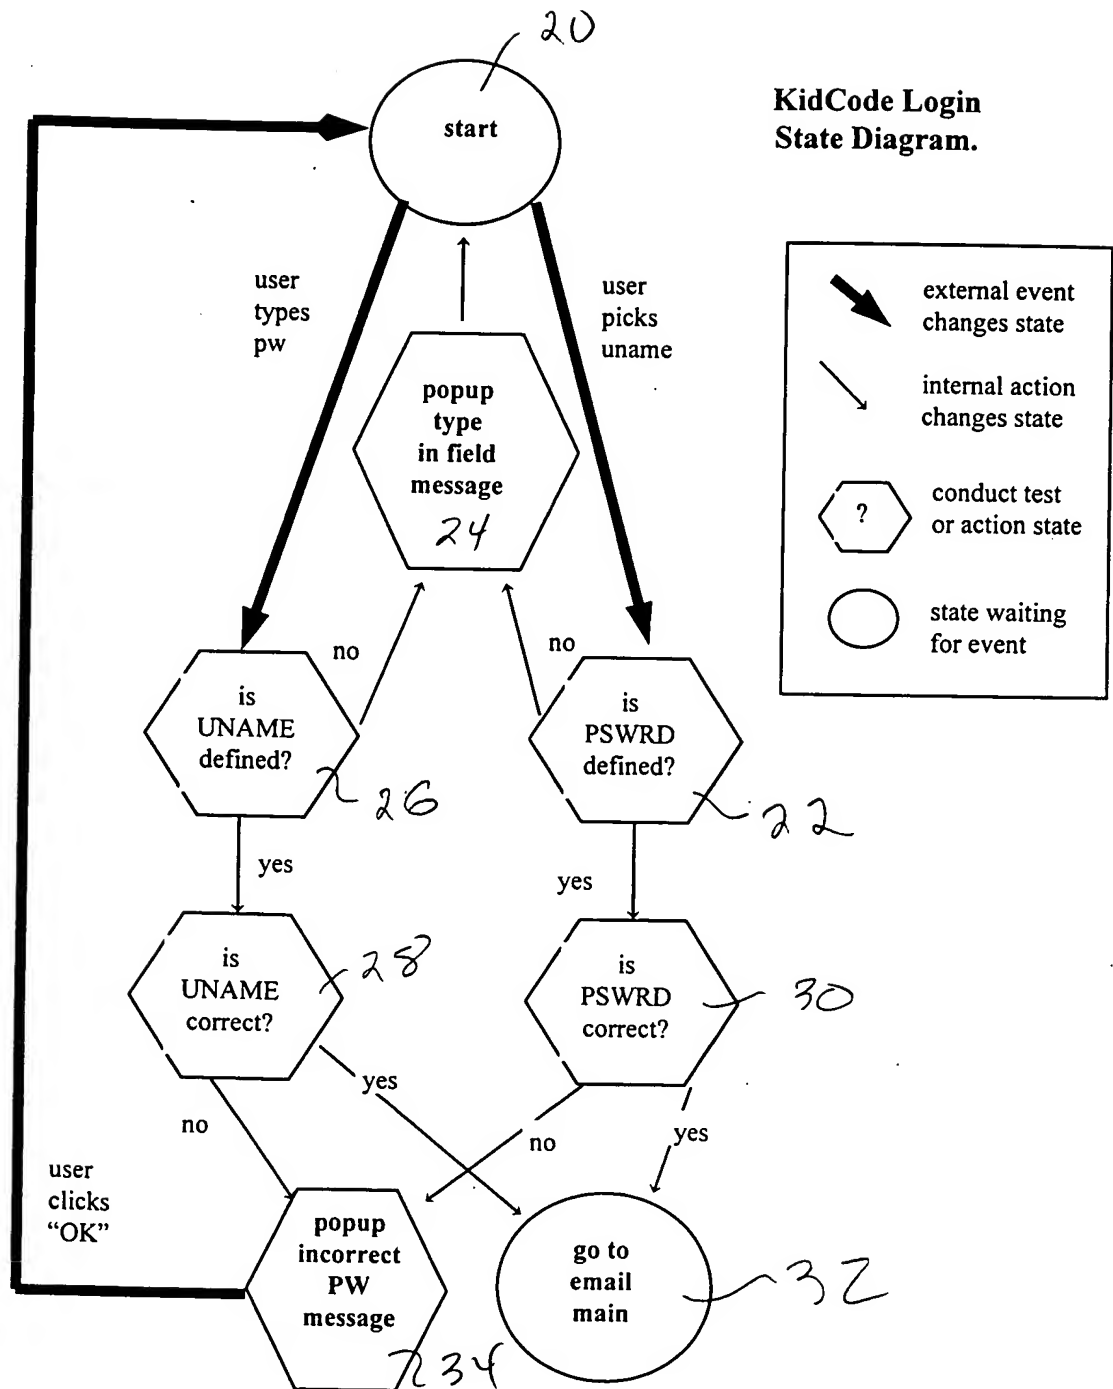 20
KidCode Login
State Diagram.
start
user
types
pw
user
picks
uname
external event
changes state
internal action
changes state
?
conduct test
or action state
state waiting
for event
popup
type
in field
message
24
no
no
is
UNAME
defined?
26
is
PSWRD
defined?
22
yes
yes
is
UNAME
correct?
28
is
PSWRD
correct?
30
yes
no
no
yes
user
clicks
“OK”
popup
incorrect
PW
message
34
go to
email
main
32